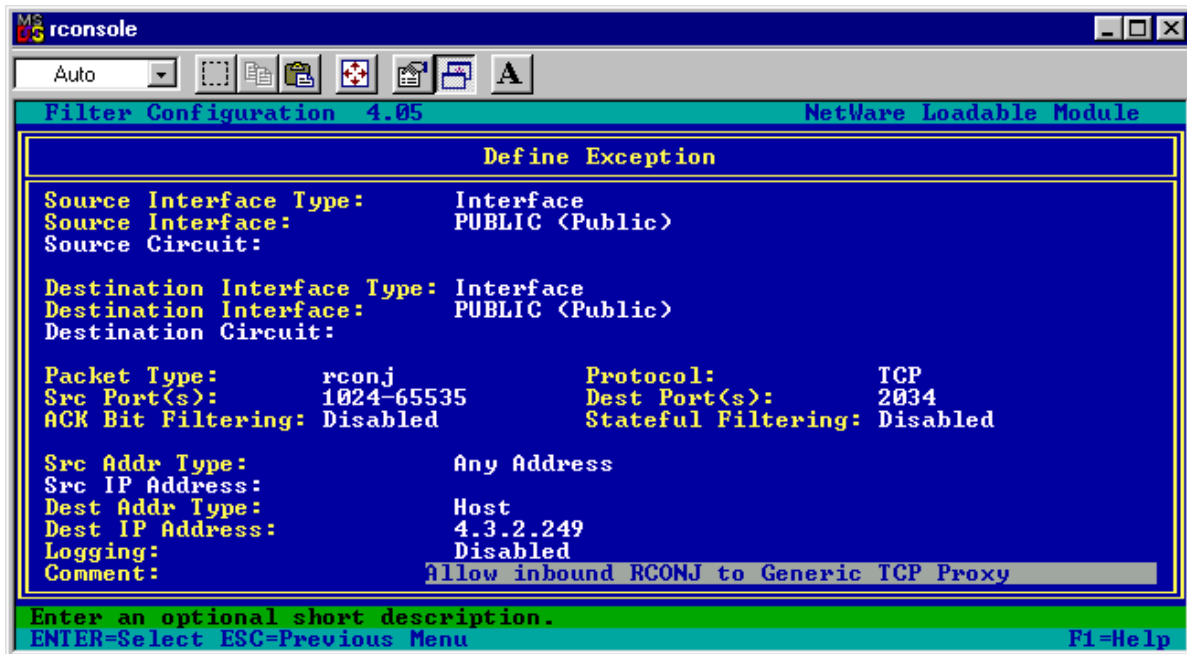 rconsole
Auto
A
Filter Configuration 4.05 NetWare Loadable Module
Define Exception
Source Interface Type: Interface
Source Interface: PUBLIC (Public)
Source Circuit:
Destination Interface Type: Interface
Destination Interface: PUBLIC (Public)
Destination Circuit:
Packet Type: rconj Protocol: TCP
Src Port(s): 1024-65535 Dest Port(s): 2034
ACK Bit Filtering: Disabled Stateful Filtering: Disabled
Src Addr Type: Any Address
Src IP Address:
Dest Addr Type: Host
Dest IP Address: 4.3.2.249
Logging: Disabled
Comment: Allow inbound RCONJ to Generic TCP Proxy
Enter an optional short description.
ENTER=Select ESC=Previous Menu F1=Help